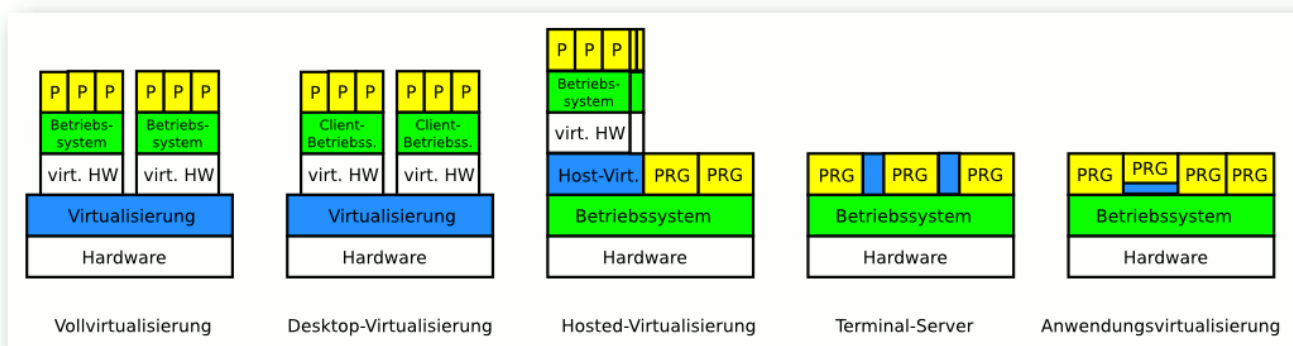 P P P
P P P
Betriebs-
system
Betriebs-
system
virt. HW
virt. HW
Virtualisierung
Hardware
Vollvirtualisierung
P P P
P P P
Client-
Betriebss.
Client-
Betriebss.
virt. HW
virt. HW
Virtualisierung
Hardware
Desktop-Virtualisierung
P P P
Betriebs-
system
virt. HW
Host-Virt. PRG PRG
Betriebssystem
Hardware
Hosted-Virtualisierung
PRG PRG PRG
Betriebssystem
Hardware
Terminal-Server
PRG PRG PRG PRG
Betriebssystem
Hardware
Anwendungsvirtualisierung